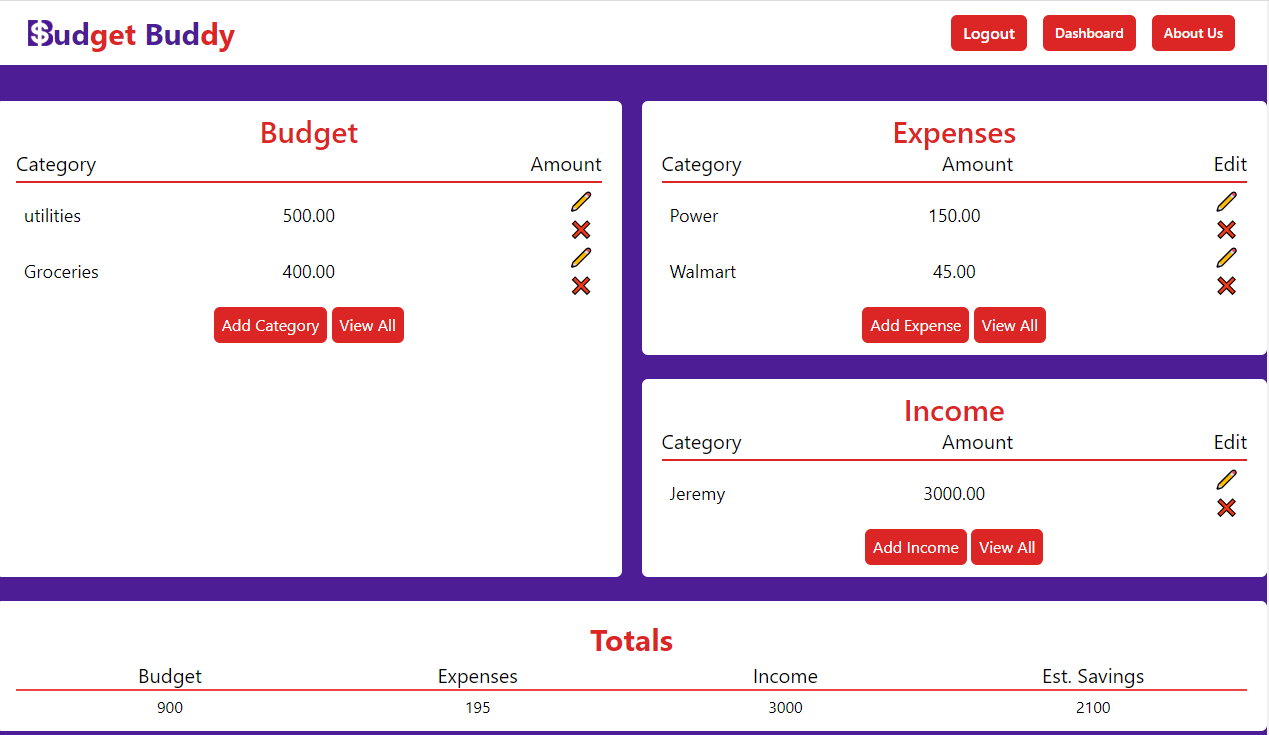 $udget Buddy
Logout Dashboard About Us
Budget
Category Amount
utilities 500.00
Groceries 400.00
Add Category View All
Expenses
Category Amount Edit
Power 150.00
Walmart 45.00
Add Expense View All
Income
Category Amount Edit
Jeremy 3000.00
Add Income View All
Totals
Budget Expenses Income Est. Savings
900 195 3000 2100